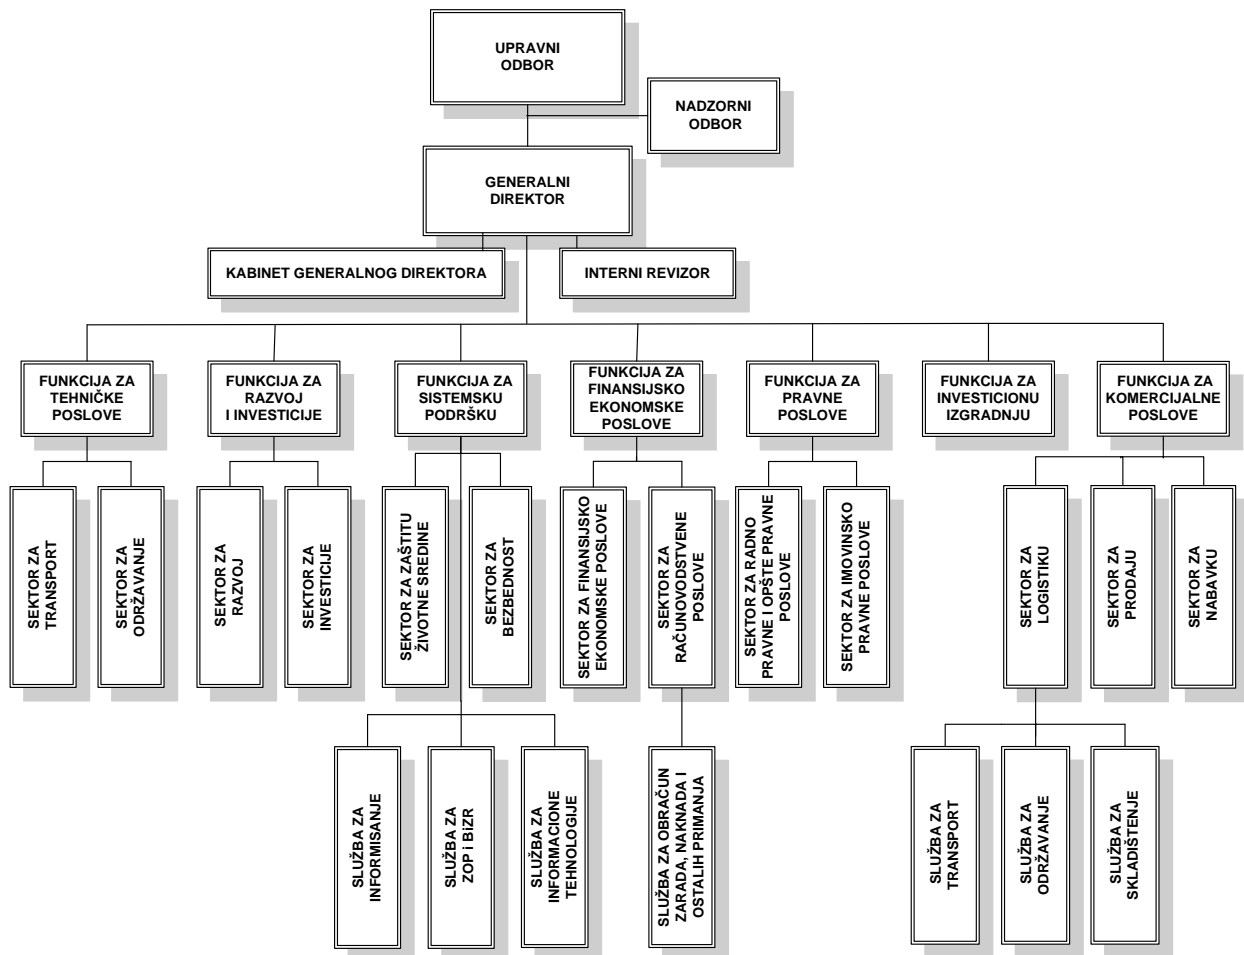 UPRAVNI
ODBOR
NADZORNI
ODBOR
GENERALNI
DIREKTOR
KABINET GENERALNOG DIREKTORA
INTERNI REVIZOR
FUNKCIJA ZA
TEHNIČKE
POSLOVE
FUNKCIJA ZA
RAZVOJ
I INVESTICIJE
FUNKCIJA ZA
SISTEMSKU
PODRŠKU
FUNKCIJA ZA
FINANSIJSKO
EKONOMSKE
POSLOVE
FUNKCIJA ZA
PRAVNE
POSLOVE
FUNKCIJA ZA
INVESTICIONU
IZGRADNJU
FUNKCIJA ZA
KOMERCIJALNE
POSLOVE
SEKTOR ZA
TRANSPORT
SEKTOR ZA
ODRŽAVANJE
SEKTOR ZA
RAZVOJ
SEKTOR ZA
INVESTICIJE
SEKTOR ZA ZAŠTITU
ŽIVOTNE SREDINE
SEKTOR ZA
BEZBEDNOST
SEKTOR ZA FINANSIJSKO
EKONOMSKE POSLOVE
SEKTOR ZA
RAČUNOVODSTVENE
POSLOVE
SEKTOR ZA RADNO
PRAVNE I OPŠTE PRAVNE
POSLOVE
SEKTOR ZA IMOVINSKO
PRAVNE POSLOVE
SEKTOR ZA
LOGISTIKU
SEKTOR ZA
PRODAJU
SEKTOR ZA
NABAVKU
SLUŽBA ZA
INFORMISANJE
SLUŽBA ZA
ZOP i BiZR
SLUŽBA ZA
INFORMACIONE
TEHNOLOGIJE
SLUŽBA ZA OBRAČUN
ZARADA, NAKNADA I
OSTALIH PRIMANJA
SLUŽBA ZA
TRANSPORT
SLUŽBA ZA
ODRŽAVANJE
SLUŽBA ZA
SKLADIŠTENJE